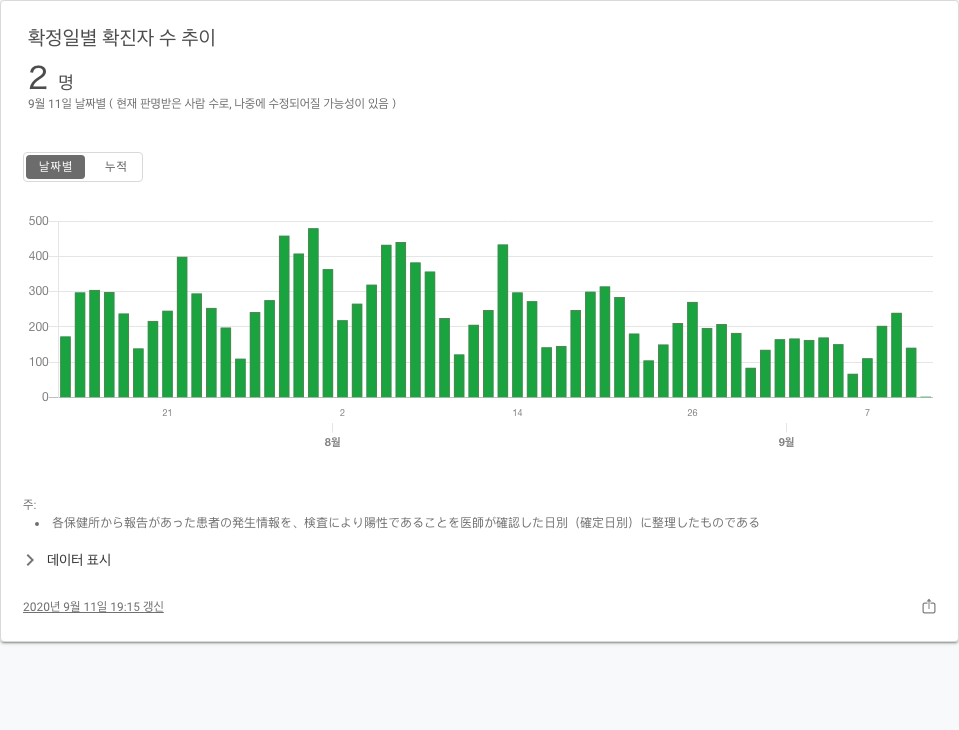 확정일별 확진자 수 추이
2 명
9월 11일 날짜별 ( 현재 판명받은 사람 수로, 나중에 수정되어질 가능성이 있음 )
날짜별 누적
500
400
300
200
100
0
21 2 14 26 7
8월 9월
주:
• 各保健所から報告があった患者の発生情報を、検査により陽性であることを医師が確認した日別（確定日別）に整理したものである
데이터 표시
2020년 9월 11일 19:15 갱신